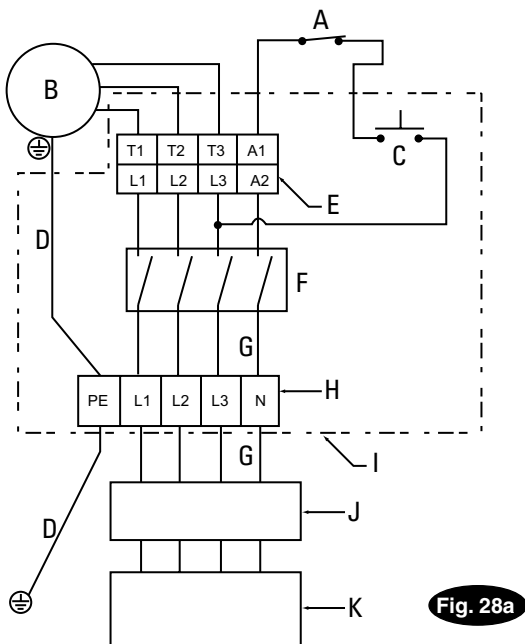 A
B
C
T1 T2 T3 A1
L1 L2 L3 A2
E
D
F
G
H
PE L1 L2 L3 N
I
G
J
D
K
Fig. 28a